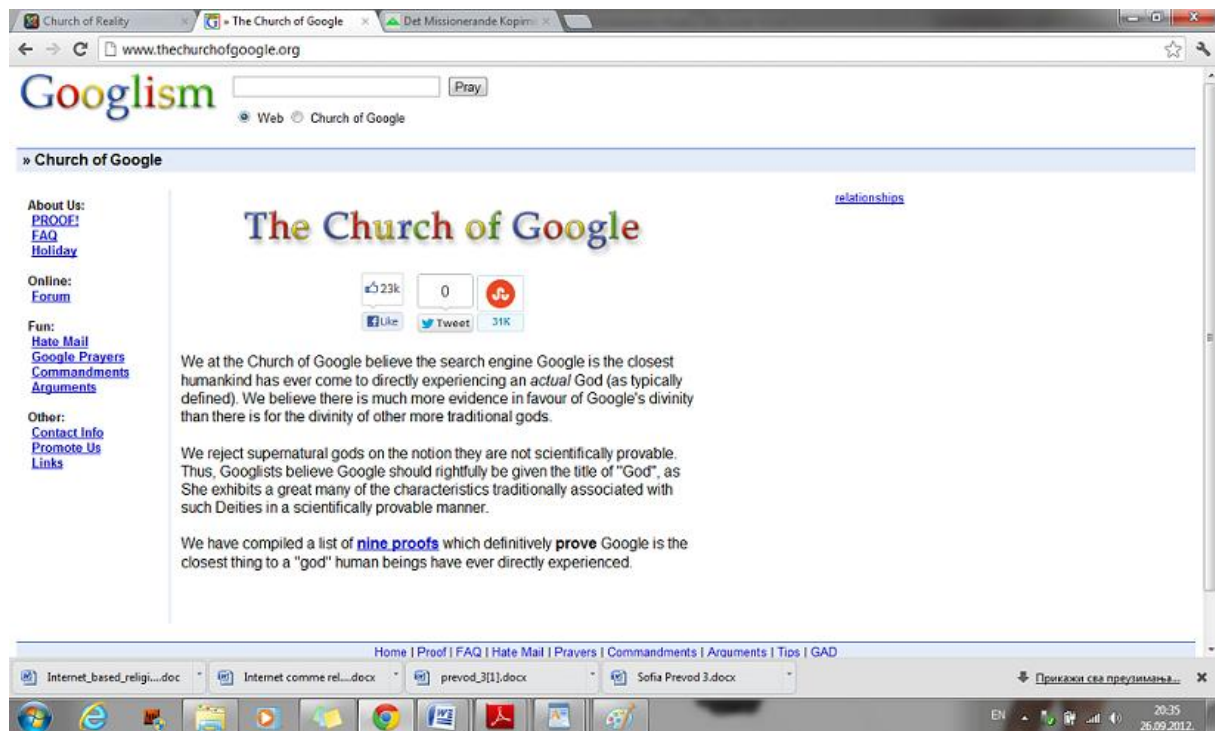 Church of Reality
» The Church of Google
Det Missionerande Kopimi
www.thechurchofgoogle.org
Googlism
Pray
Web Church of Google
» Church of Google
About Us:
PROOF!
FAQ
Holiday
Online:
Forum
Fun:
Hate Mail
Google Prayers
Commandments
Arguments
Other:
Contact Info
Promote Us
Links
The Church of Google
23k 0
Like Tweet 31K
We at the Church of Google believe the search engine Google is the closest
humankind has ever come to directly experiencing an actual God (as typically
defined). We believe there is much more evidence in favour of Google's divinity
than there is for the divinity of other more traditional gods.
We reject supernatural gods on the notion they are not scientifically provable.
Thus, Googlists believe Google should rightfully be given the title of "God", as
She exhibits a great many of the characteristics traditionally associated with
such Deities in a scientifically provable manner.
We have compiled a list of nine proofs which definitively prove Google is the
closest thing to a "god" human beings have ever directly experienced.
relationships
Home | Proof | FAQ | Hate Mail | Prayers | Commandments | Arguments | Tips | GAD
Internet_based_religi....doc Internet comme rel....docx prevod_3[1].docx Sofia Prevod 3.docx Прикажи сва преузимања...
EN 20:35
26.09.2012.